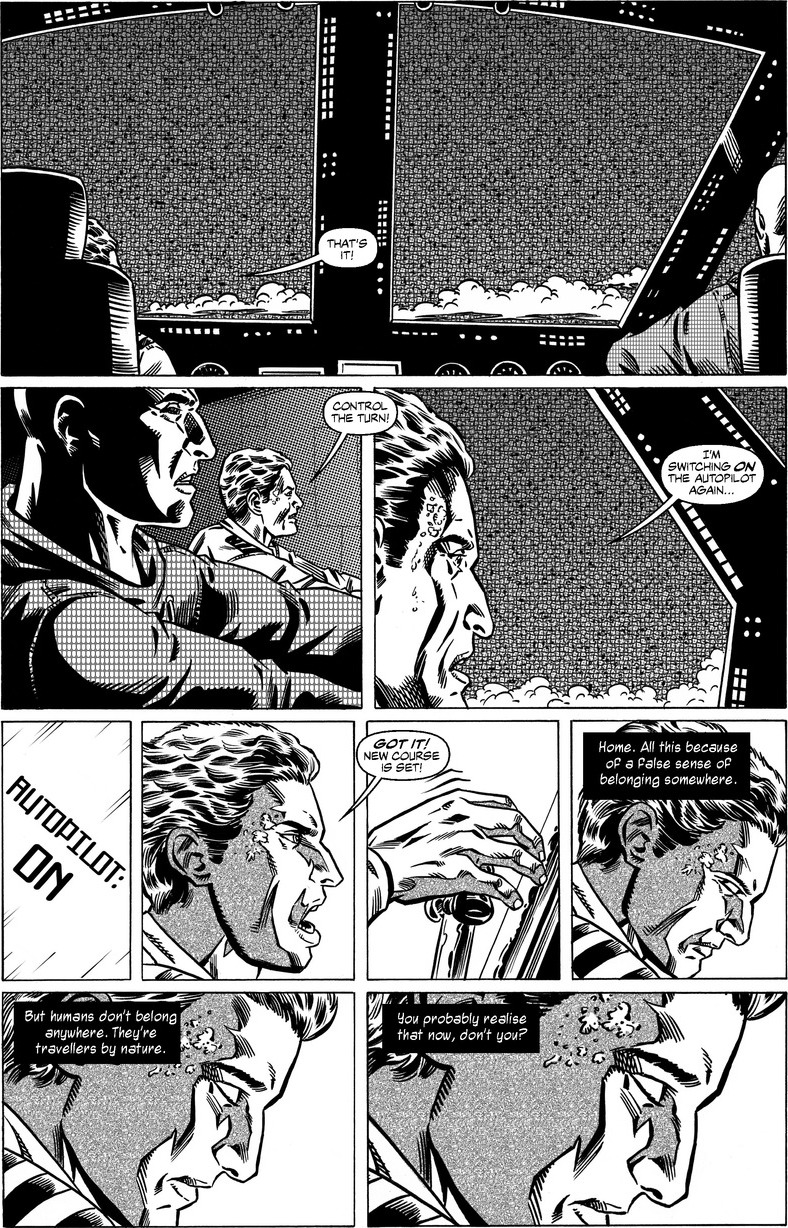 THAT'S
IT!
CONTROL
THE TURN!
I'M
SWITCHING ON
THE AUTOPILOT
AGAIN...
AUTOPILOT:
ON
GOT IT!
NEW COURSE
IS SET!
Home. All this because
of a false sense of
belonging somewhere.
But humans don't belong
anywhere. They're
travellers by nature.
You probably realise
that now, don't you?